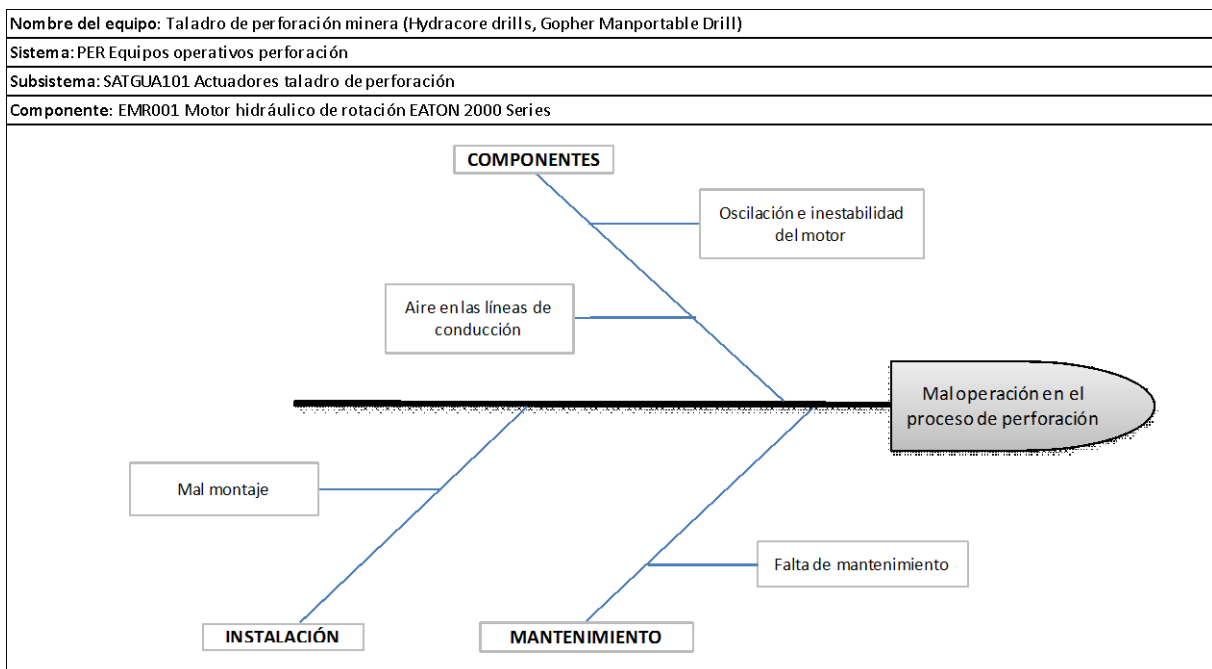 Nombre del equipo: Taladro de perforación minera (Hydracore drills, Gopher Manportable Drill)
Sistema: PER Equipos operativos perforación
Subsistema: SATGUA101 Actuadores taladro de perforación
Componente: EMR001 Motor hidráulico de rotación EATON 2000 Series
COMPONENTES
Oscilación e inestabilidad
del motor
Aire en las líneas de
conducción
Mal operación en el
proceso de perforación
Mal montaje
Falta de mantenimiento
INSTALACIÓN
MANTENIMIENTO